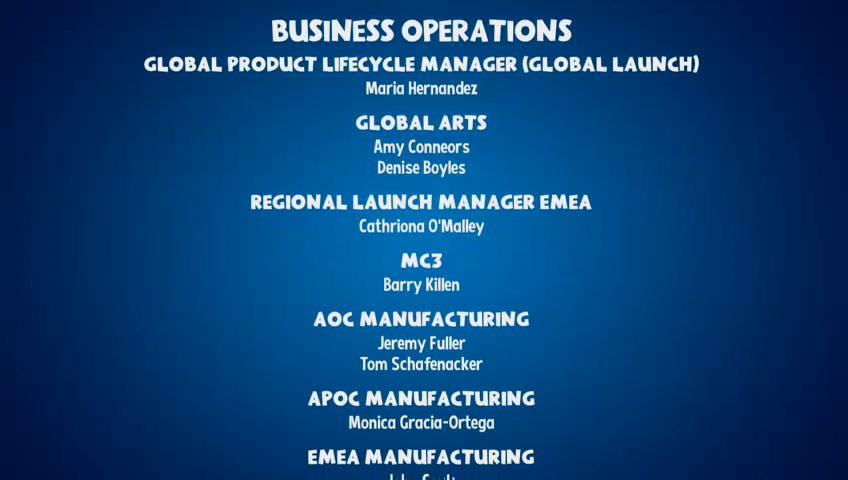 BUSINESS OPERATIONS
GLOBAL PRODUCT LIFECYCLE MANAGER (GLOBAL LAUNCH)
Maria Hernandez
GLOBAL ARTS
Amy Conneors
Denise Boyles
REGIONAL LAUNCH MANAGER EMEA
Cathriona O'Malley
MC3
Barry Killen
AOC MANUFACTURING
Jeremy Fuller
Tom Schafenacker
APOC MANUFACTURING
Monica Gracia-Ortega
EMEA MANUFACTURING